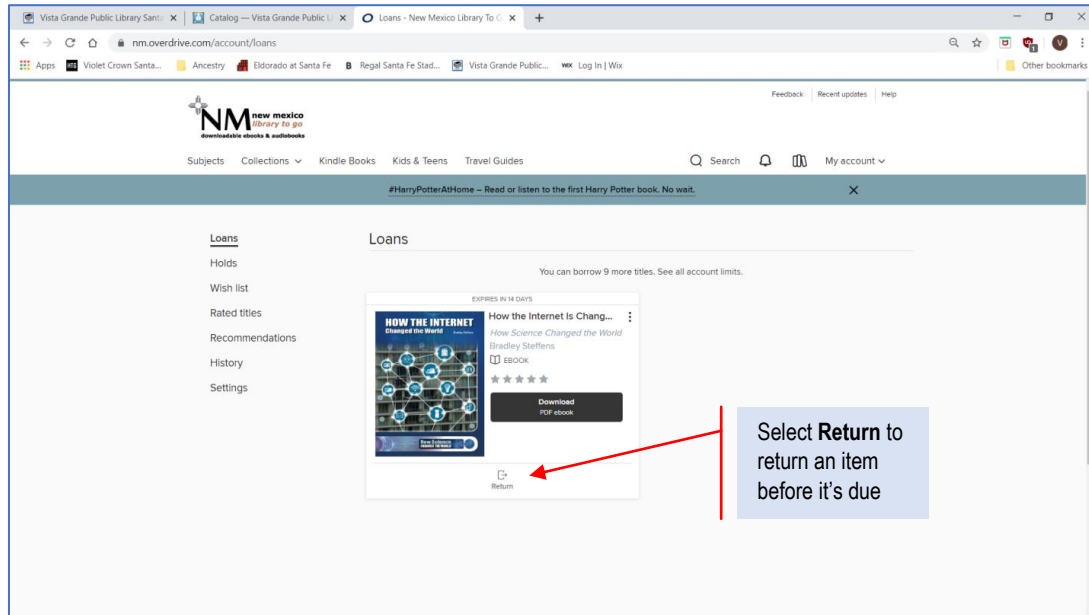 Vista Grande Public Library Santa
Catalog — Vista Grande Public Li
Loans - New Mexico Library To G
nm.overdrive.com/account/loans
V
Apps
HTG
Violet Crown Santa...
Ancestry
Eldorado at Santa Fe
B Regal Santa Fe Stad...
Vista Grande Public...
WIX Log In | Wix
Other bookmarks
Feedback
Recent updates
Help
NM new mexico
library to go
downloadable ebooks & audiobooks
Subjects
Collections
Kindle Books
Kids & Teens
Travel Guides
Search
My account
#HarryPotterAtHome – Read or listen to the first Harry Potter book. No wait.
Loans
Holds
Wish list
Rated titles
Recommendations
History
Settings
Loans
You can borrow 9 more titles. See all account limits.
EXPIRES IN 14 DAYS
HOW THE INTERNET
Changed the World
How the Internet Is Chang...
How Science Changed the World
Bradley Steffens
EBOOK
Download
PDF ebook
Return
Select Return to
return an item
before it's due